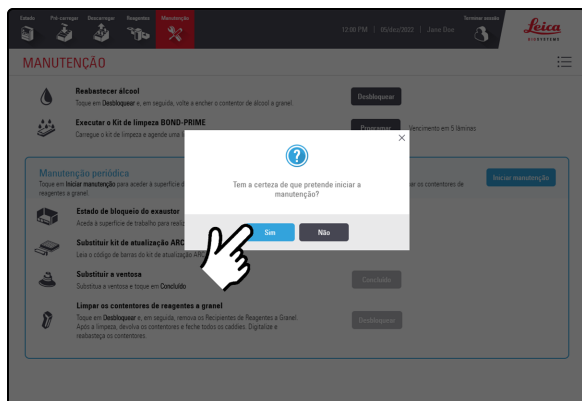 Estado Pré-carregar Descarregar Reagentes Manutenção
12:00 PM | 05/dez/2022 | Jane Doe
Terminar sessão
Leica
BIOSYSTEMS
MANUTENÇÃO
Reabastecer álcool
Toque em Desbloquear e, em seguida, volte a encher o contentor de álcool a granel.
Desbloquear
Executar o Kit de limpeza BOND-PRIME
Carregue o kit de limpeza e agende uma
Programar
Vencimento em 5 lâminas
Tem a certeza de que pretende iniciar a
manutenção?
Sim
Não
Manutenção periódica
Toque em Iniciar manutenção para aceder à superfície d
ar os contentores de
reagentes a granel.
Iniciar manutenção
Estado de bloqueio do exaustor
Aceda à superfície de trabalho para reali
Substituir kit de atualização ARC
Leia o código de barras do kit de atualização ARC
Substituir a ventosa
Substitua a ventosa e toque em Concluído
Concluído
Limpar os contentores de reagentes a granel
Toque em Desbloquear e, em seguida, remova os Recipientes de Reagentes a Granel.
Após a limpeza, devolva os contentores e feche todos os caddies. Digitalize e
reabasteça os contentores.
Desbloquear